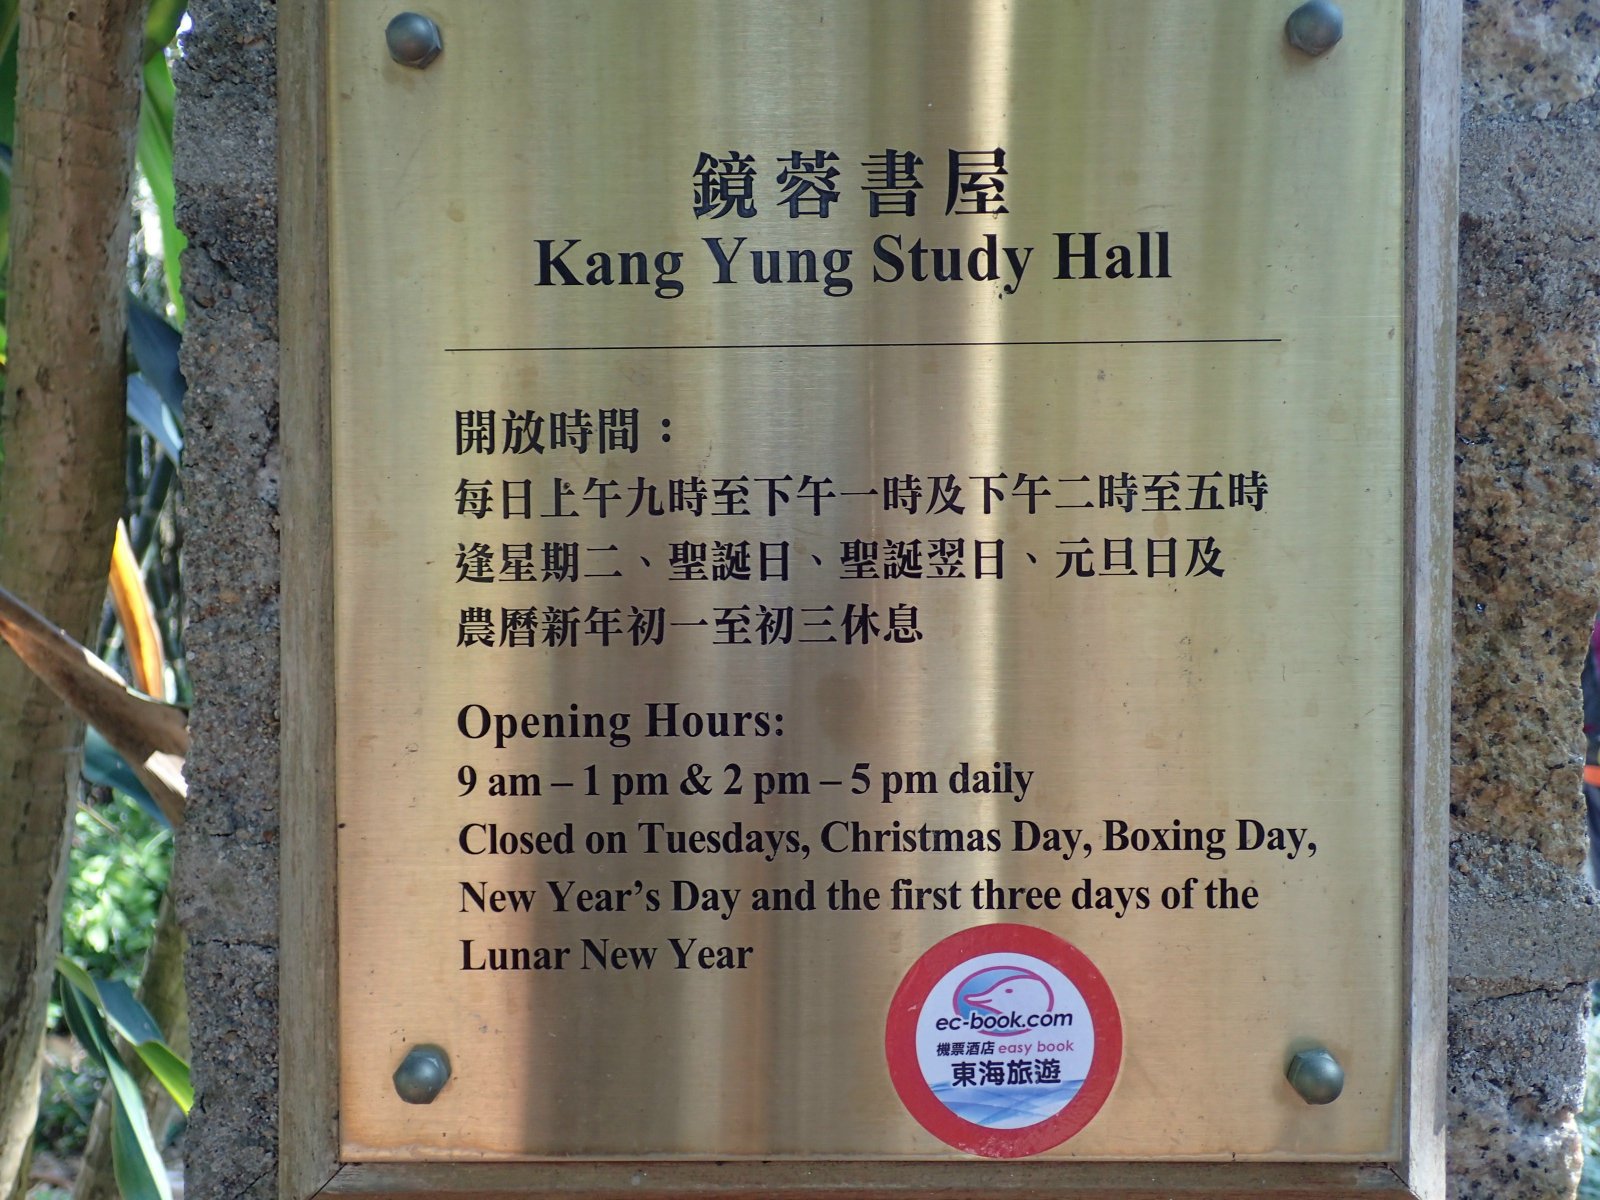 鏡蓉書屋
Kang Yung Study Hall
開放時間：
每日上午九時至下午一時及下午二時至五時
逢星期二、聖誕日、聖誕翌日、元旦日及
農曆新年初一至初三休息
Opening Hours:
9 am – 1 pm & 2 pm – 5 pm daily
Closed on Tuesdays, Christmas Day, Boxing Day,
New Year’s Day and the first three days of the
Lunar New Year
ec-book.com
機票酒店 easy book
東海旅遊